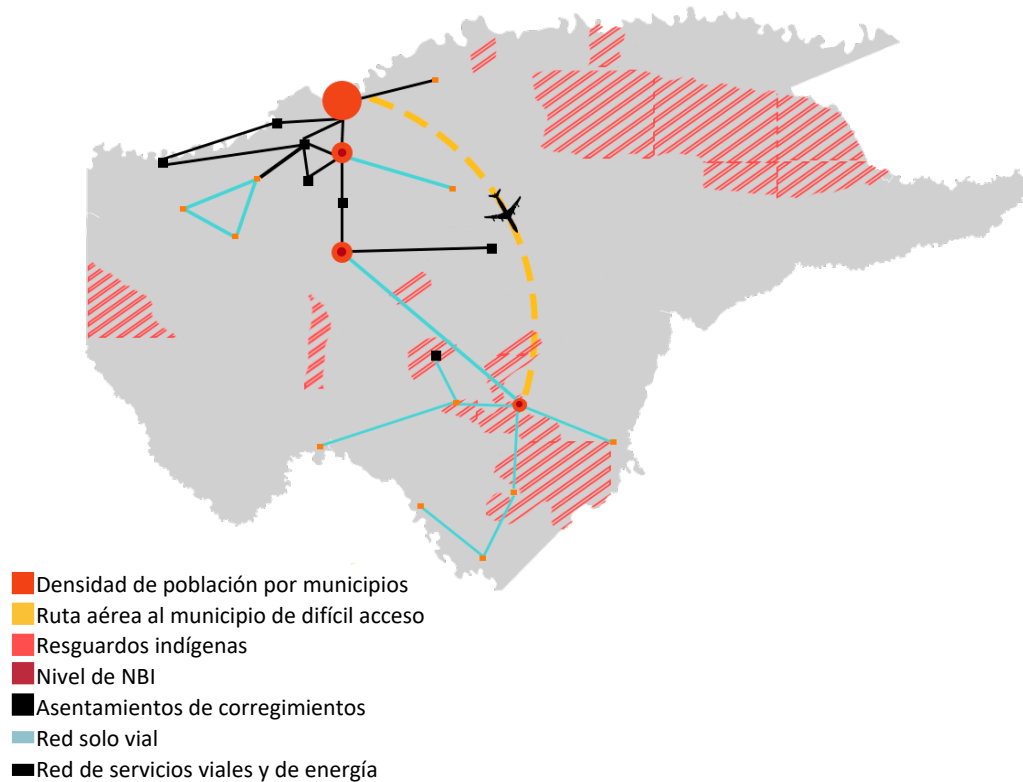 Densidad de población por municipios
Ruta aérea al municipio de difícil acceso
Resguardos indígenas
Nivel de NBI
Asentamientos de corregimientos
Red solo vial
Red de servicios viales y de energía